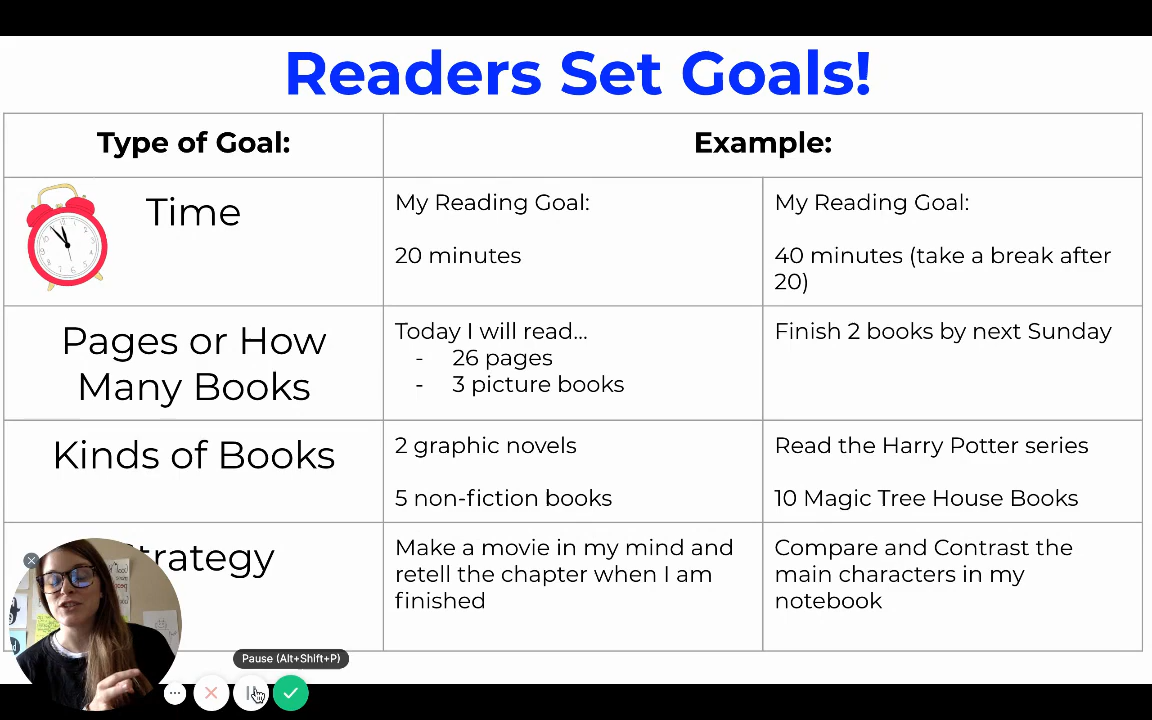 Readers Set Goals!
Type of Goal:
Example:
Time
My Reading Goal:
20 minutes
My Reading Goal:
40 minutes (take a break after
20)
Pages or How
Many Books
Today I will read...
- 26 pages
- 3 picture books
Finish 2 books by next Sunday
Kinds of Books
2 graphic novels
5 non-fiction books
Read the Harry Potter series
10 Magic Tree House Books
trategy
Make a movie in my mind and
retell the chapter when I am
finished
Compare and Contrast the
main characters in my
notebook
Pause (Alt+Shift+P)